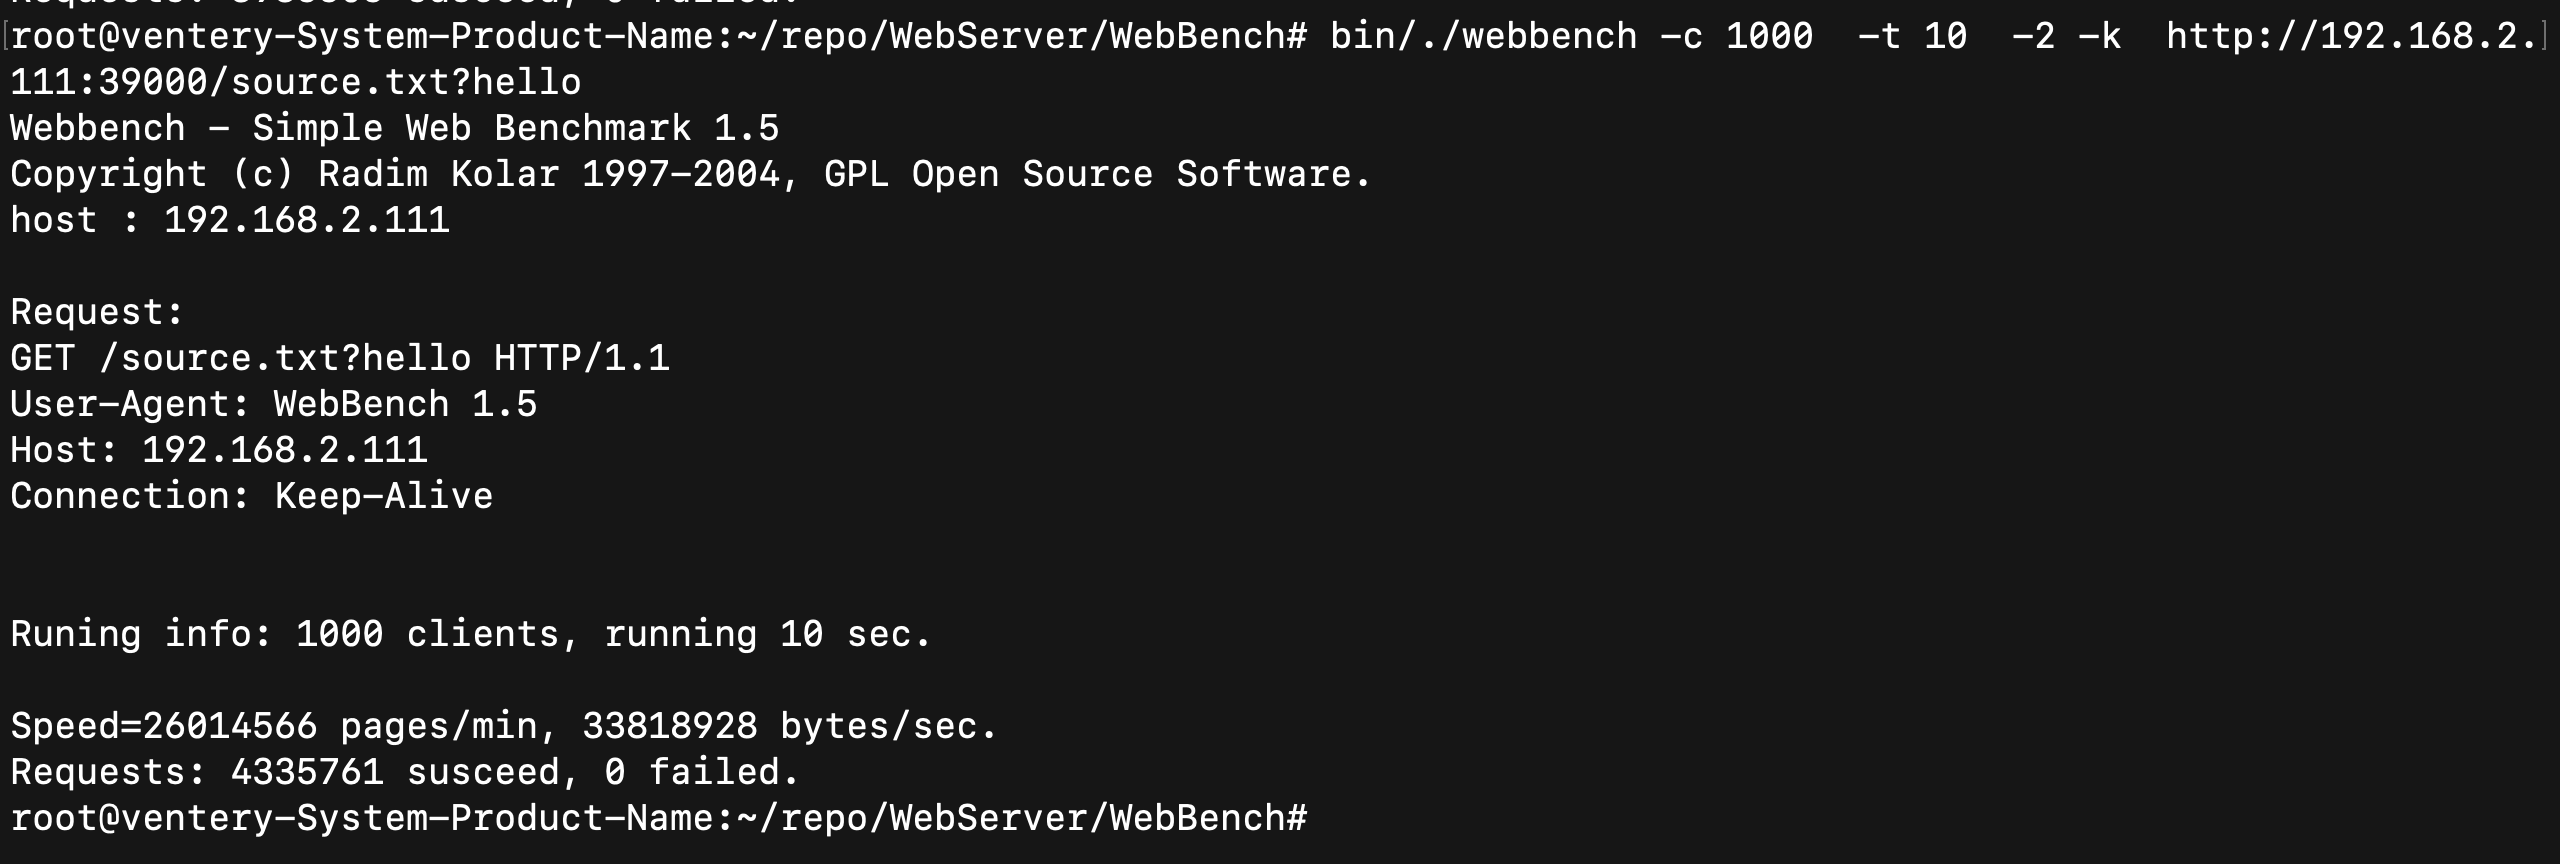 root@ventery-System-Product-Name:~/repo/WebServer/WebBench# bin/./webbench -c 1000  -t 10  -2 -k  http://192.168.2.
111:39000/source.txt?hello
Webbench - Simple Web Benchmark 1.5
Copyright (c) Radim Kolar 1997-2004, GPL Open Source Software.
host : 192.168.2.111
Request:
GET /source.txt?hello HTTP/1.1
User-Agent: WebBench 1.5
Host: 192.168.2.111
Connection: Keep-Alive
Runing info: 1000 clients, running 10 sec.
Speed=26014566 pages/min, 33818928 bytes/sec.
Requests: 4335761 susceed, 0 failed.
root@ventery-System-Product-Name:~/repo/WebServer/WebBench#